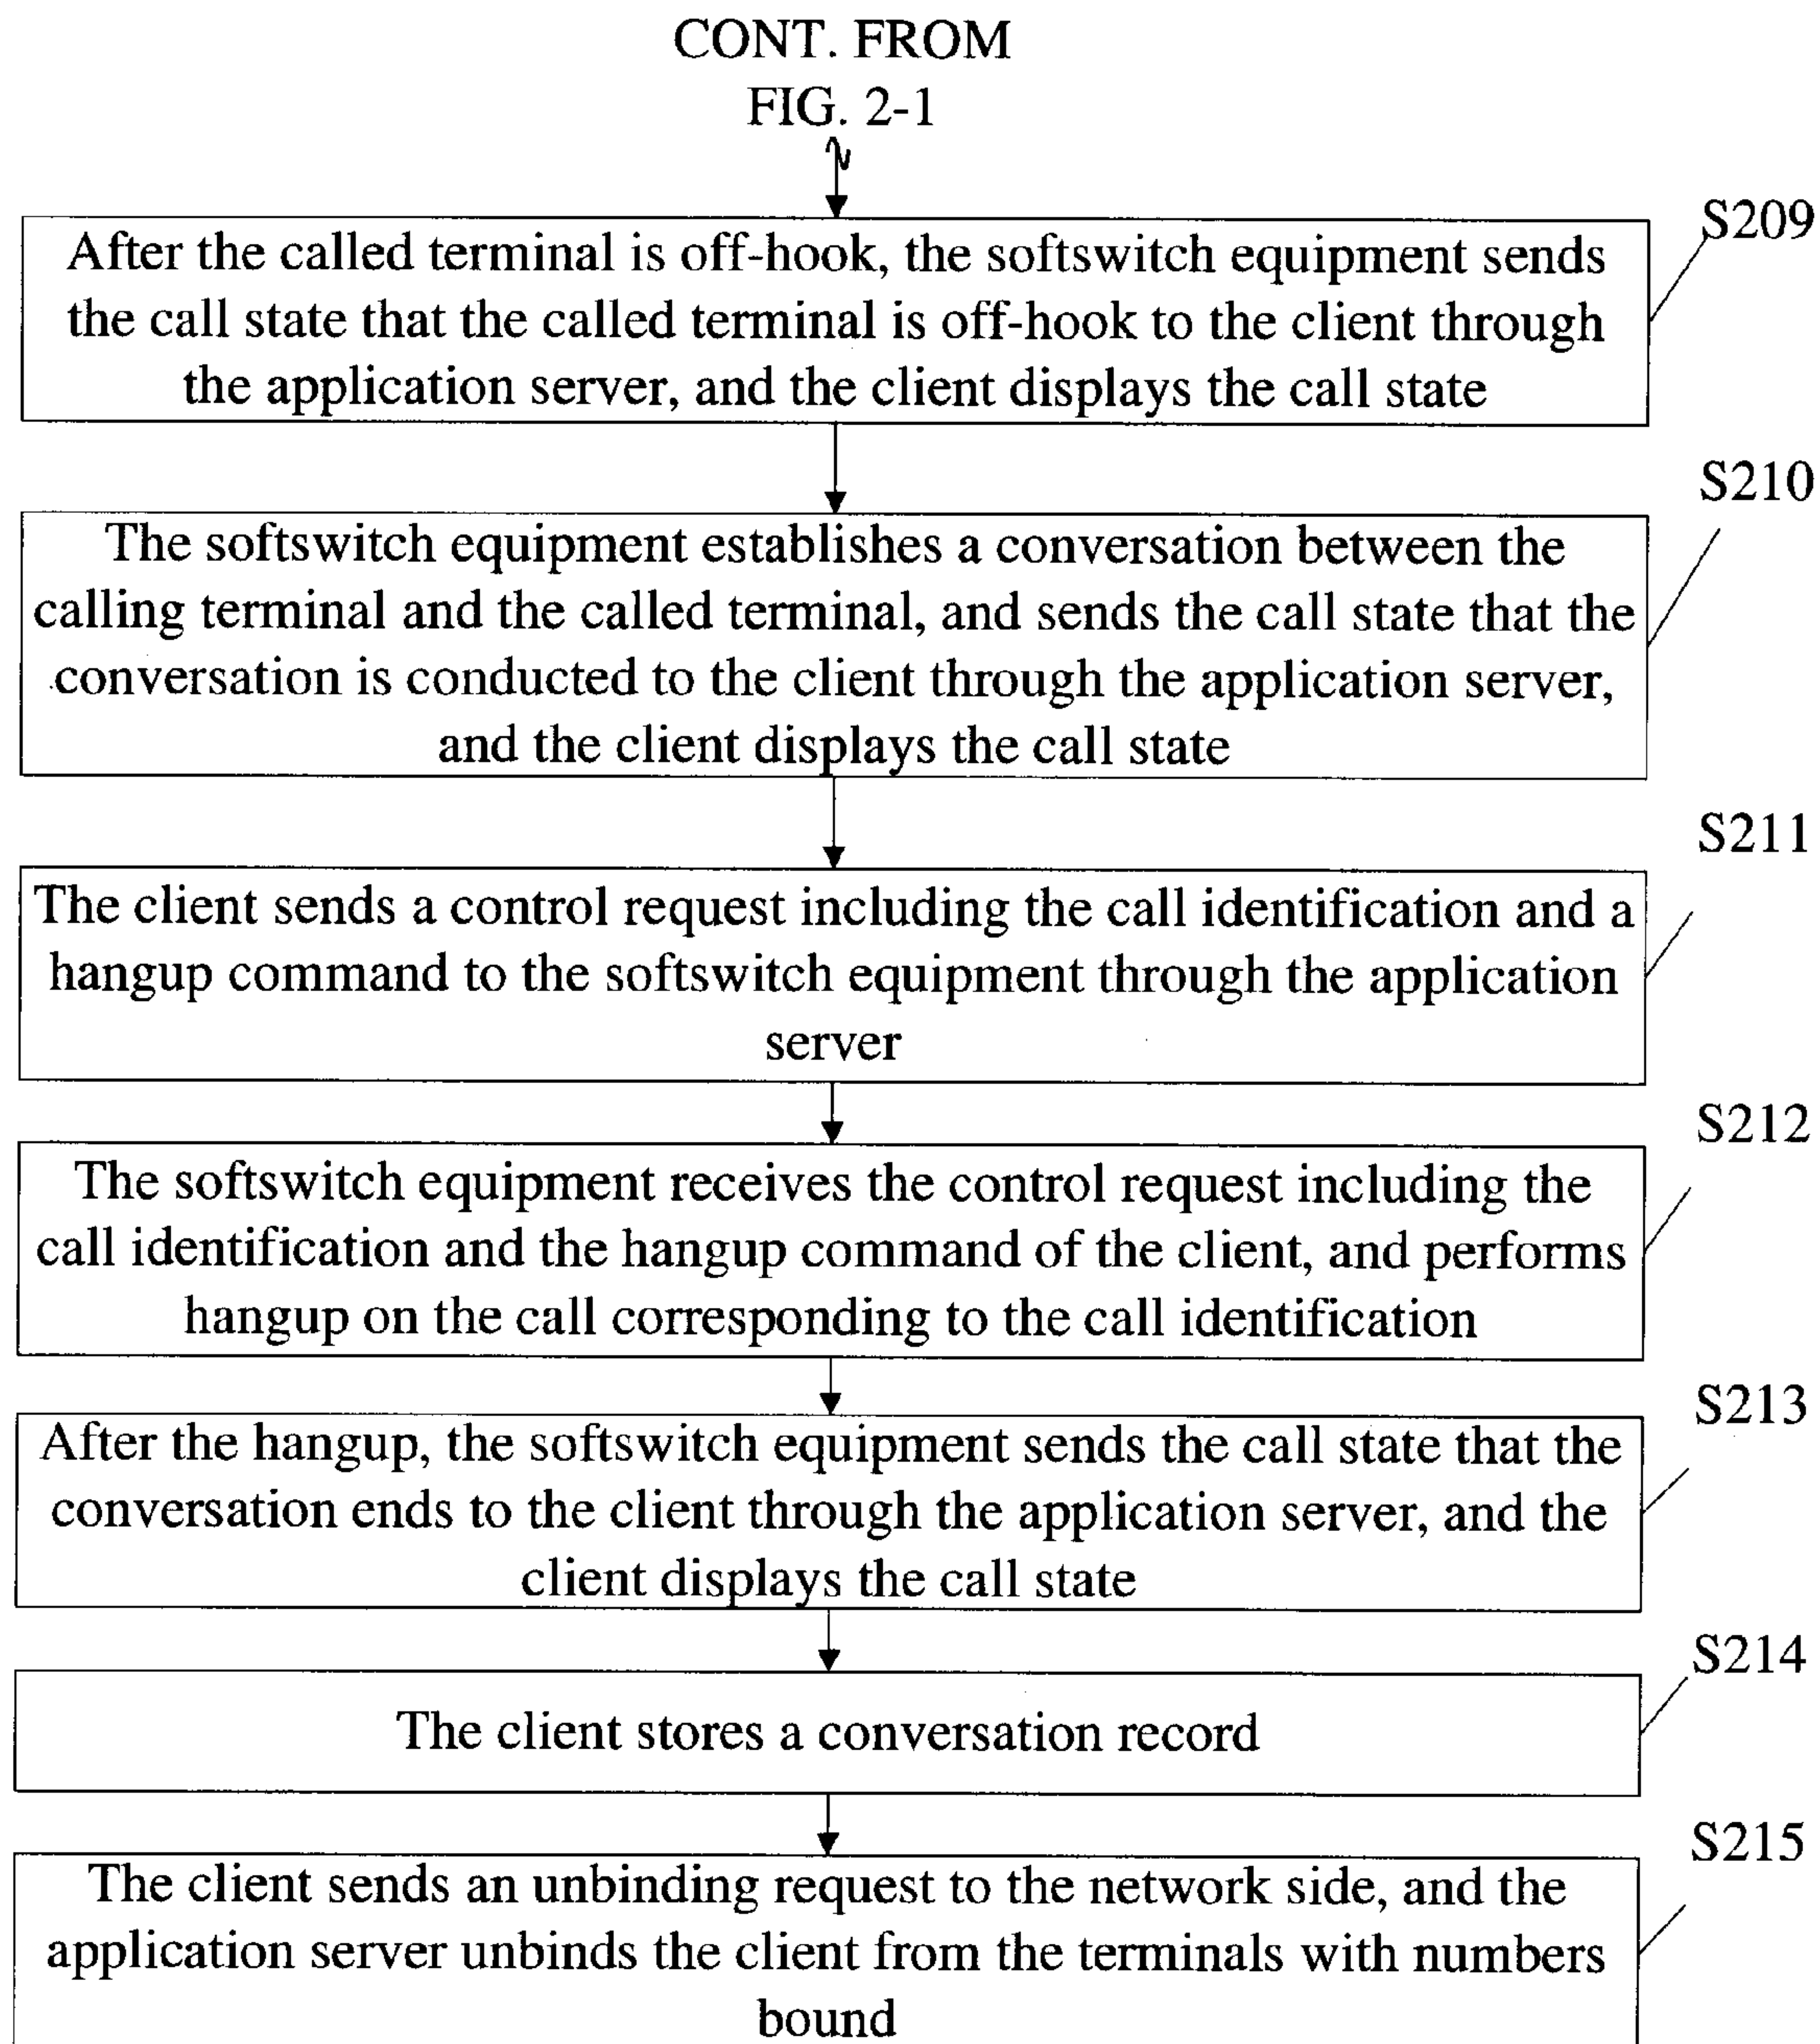 CONT. FROM
FIG. 2-1
S209
After the called terminal is off-hook, the softswitch equipment sends
the call state that the called terminal is off-hook to the client through
the application server, and the client displays the call state
S210
The softswitch equipment establishes a conversation between the
calling terminal and the called terminal, and sends the call state that the
conversation is conducted to the client through the application server,
and the client displays the call state
S211
The client sends a control request including the call identification and a
hangup command to the softswitch equipment through the application
server
S212
The softswitch equipment receives the control request including the
call identification and the hangup command of the client, and performs
hangup on the call corresponding to the call identification
S213
After the hangup, the softswitch equipment sends the call state that the
conversation ends to the client through the application server, and the
client displays the call state
S214
The client stores a conversation record
S215
The client sends an unbinding request to the network side, and the
application server unbinds the client from the terminals with numbers
bound